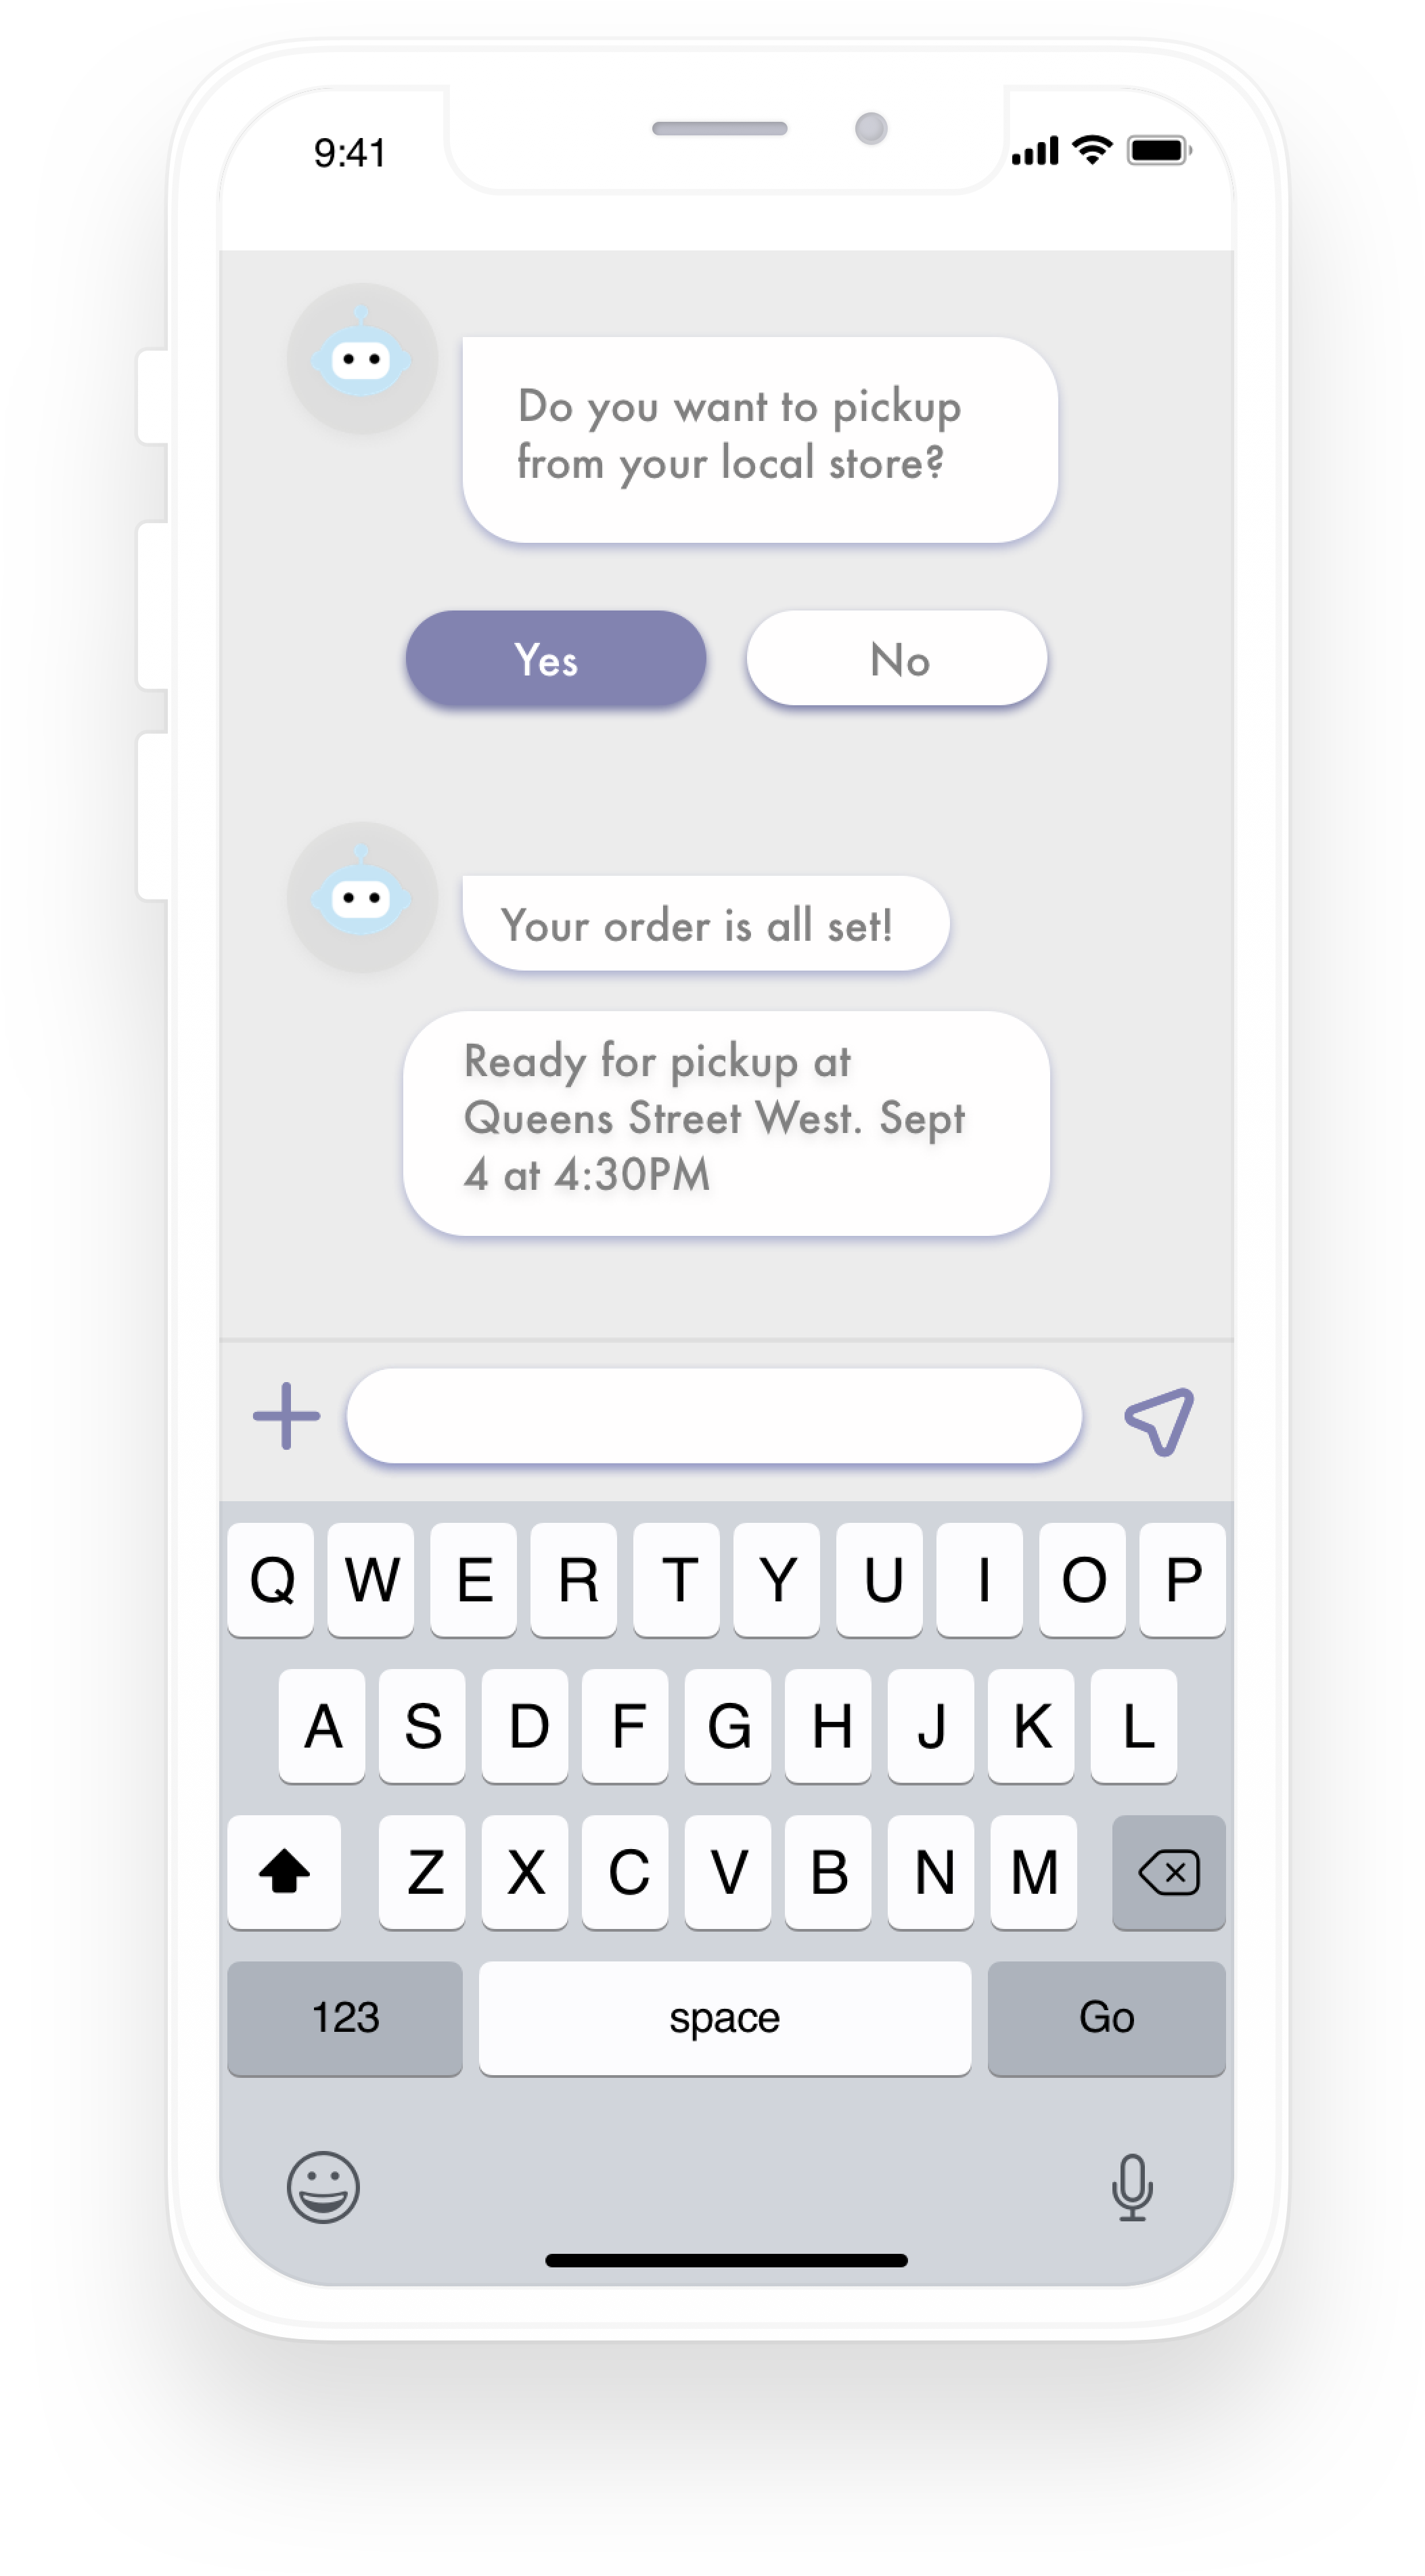 9:41
Do you want to pickup
from your local store?
Yes No
Your order is all set!
Ready for pickup at
Queens Street West. Sept
4 at 4:30PM
Q W E R T Y U I O P
A S D F G H J K L
Z X C V B N M
123 space Go